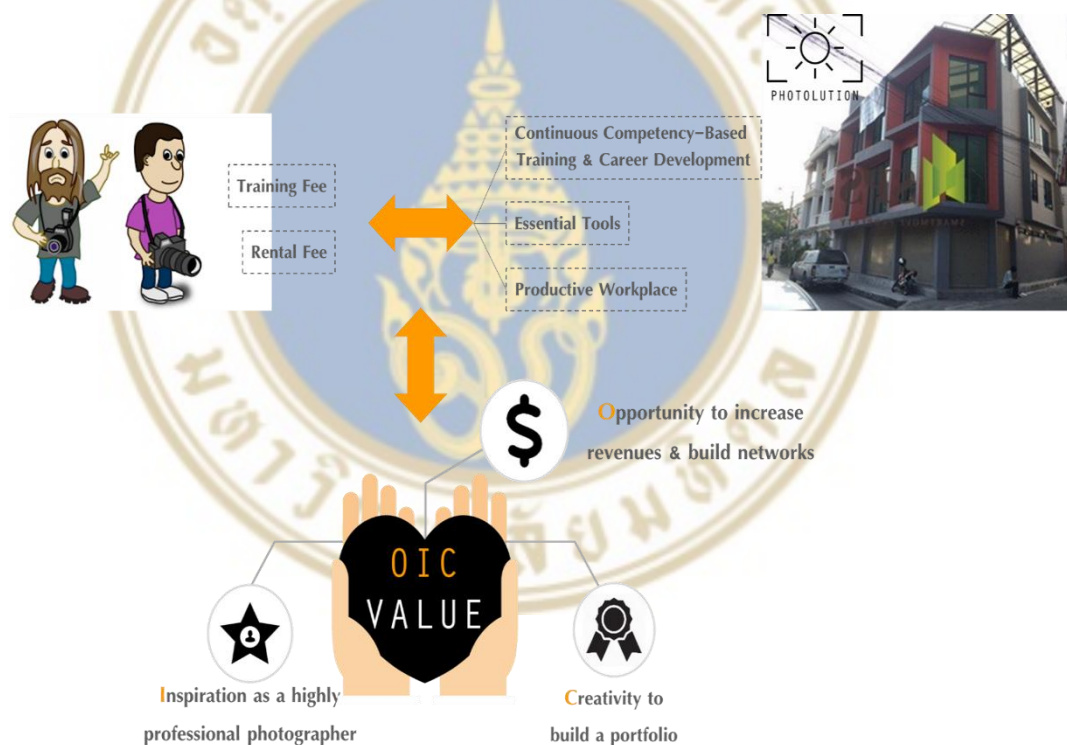 PHOTOLUTION
Continuous Competency-Based
Training & Career Development
Training Fee
Essential Tools
Rental Fee
Productive Workplace
$
Opportunity to increase
revenues & build networks
OIC
VALUE
Inspiration as a highly
professional photographer
Creativity to
build a portfolio